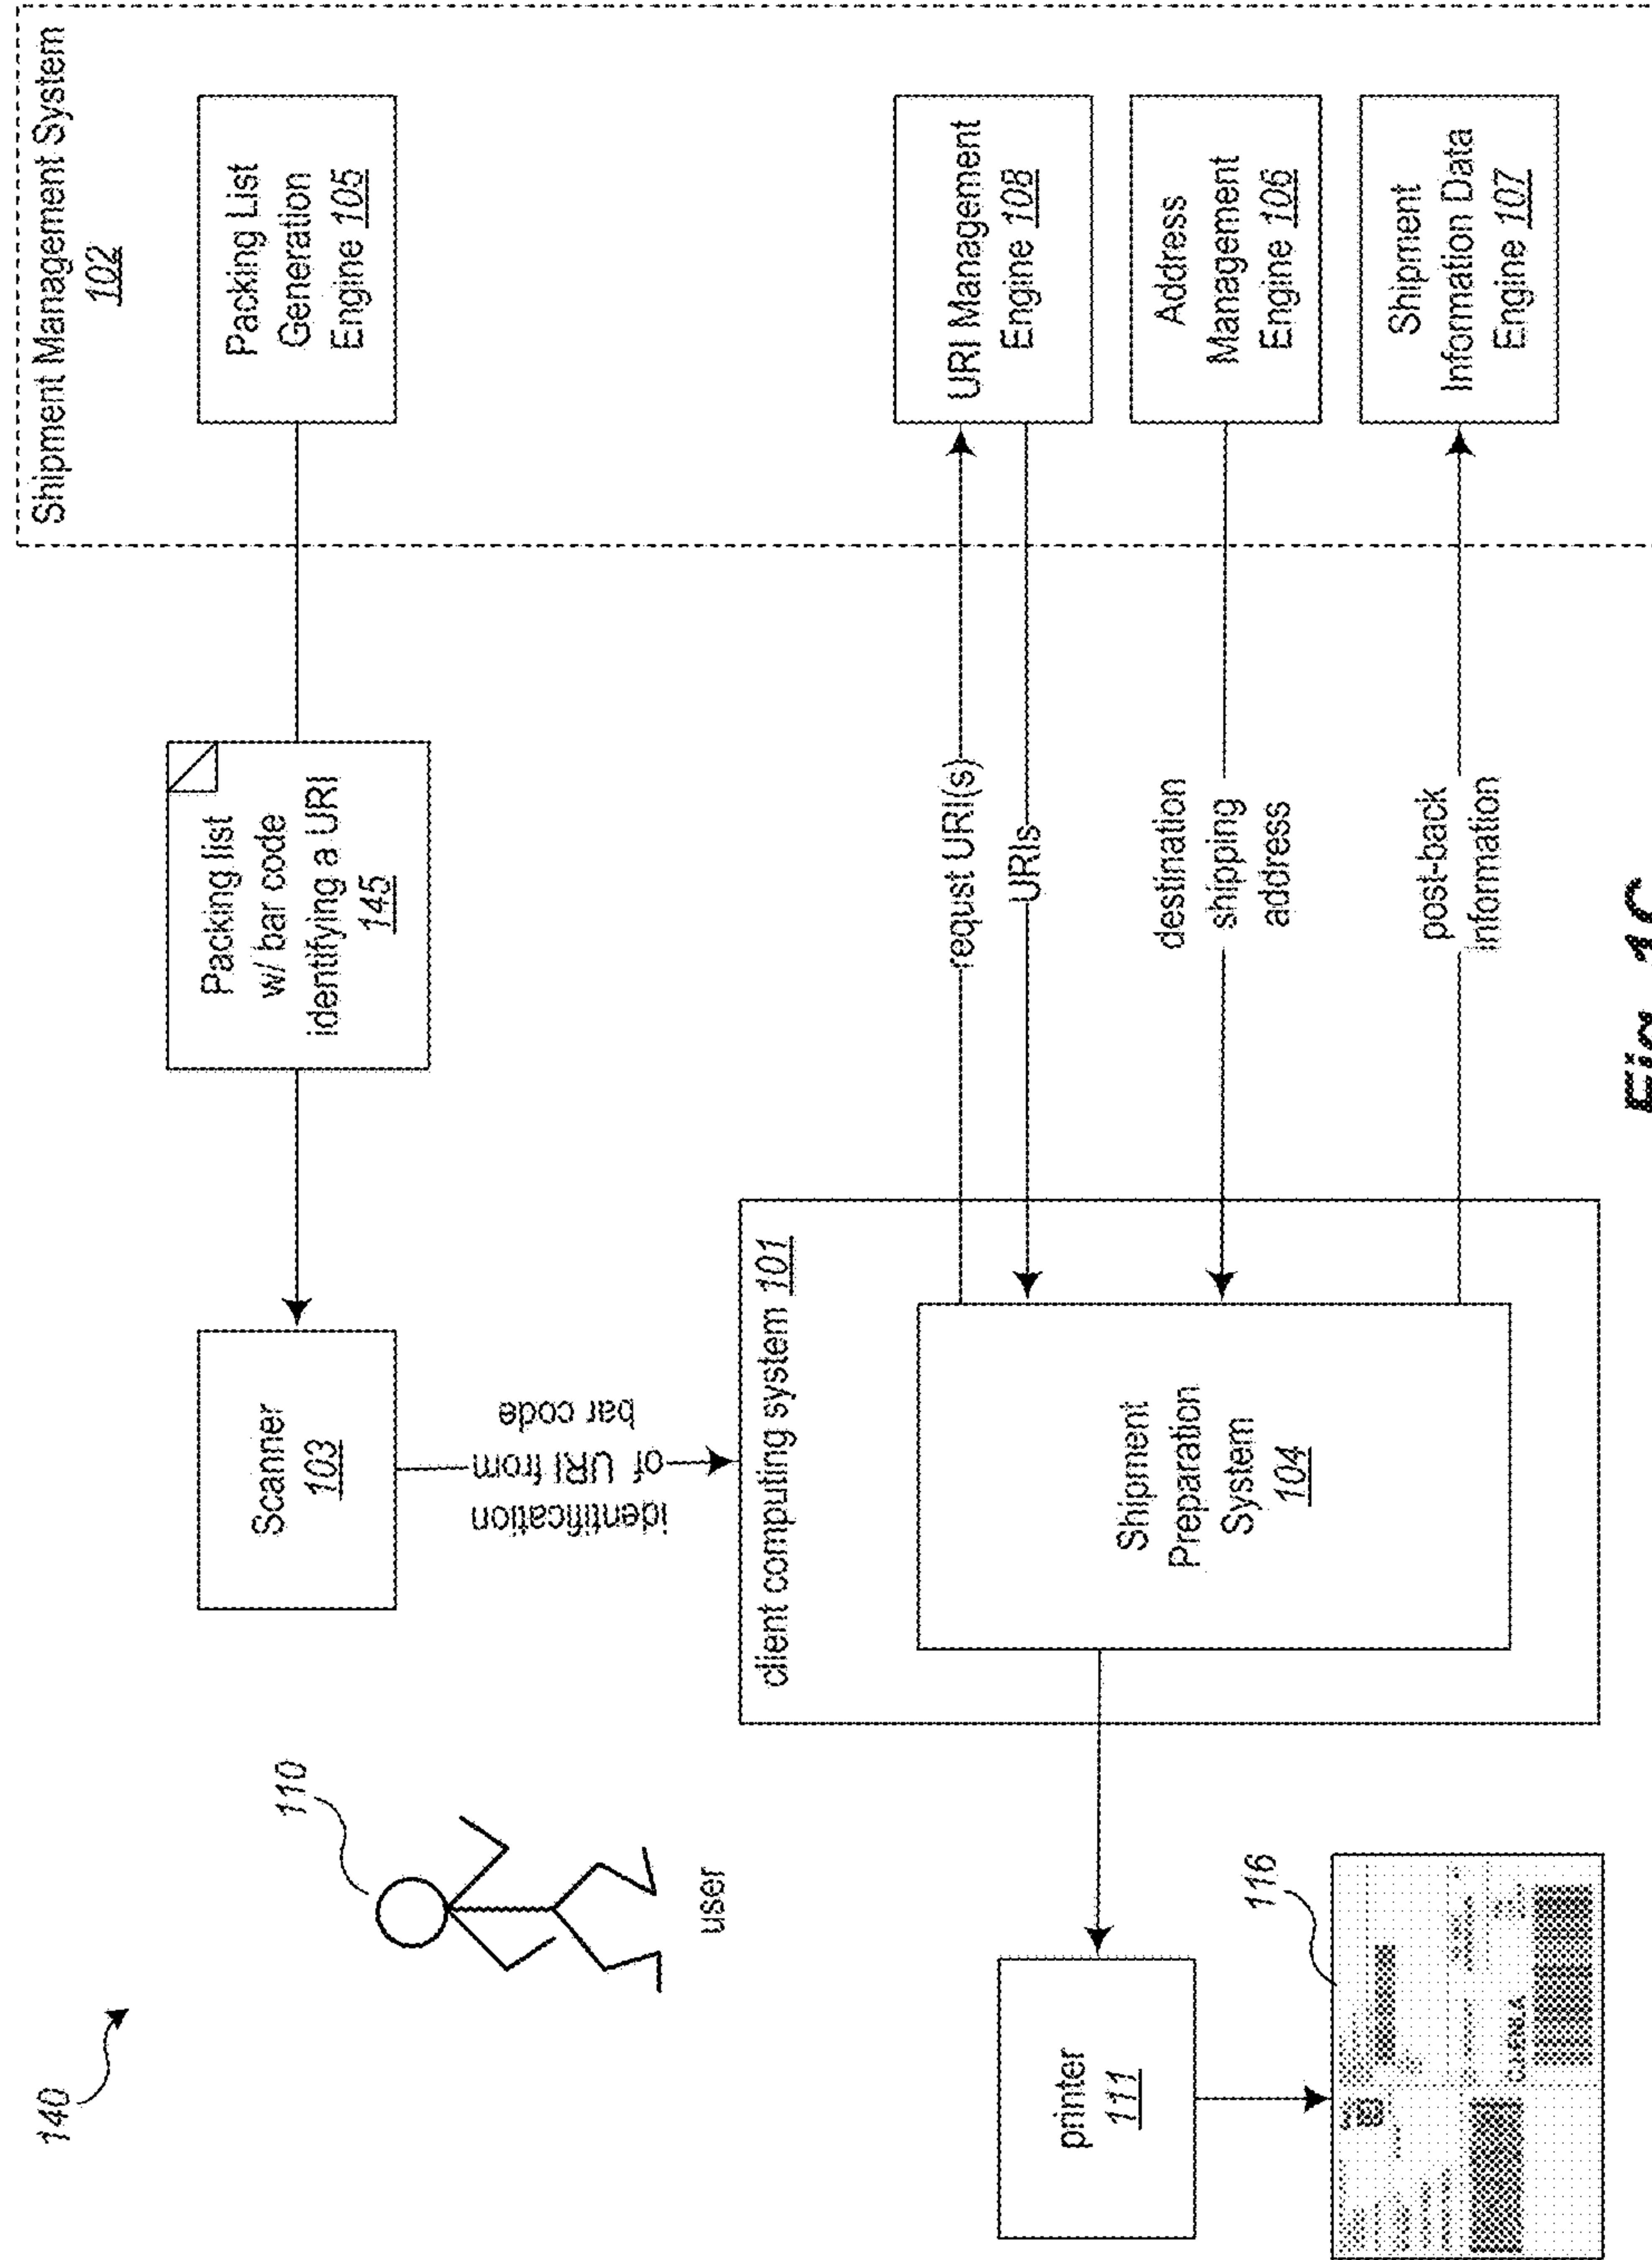 140
110
user
Scanner
103
Packing list
w/ bar code
identifying a URI
145
Shipment Management System
102
Packing List
Generation
Engine 105
identification
of URI from
bar code
client computing system 101
Shipment
Preparation
System
104
requst URI(s)
URIs
destination
shipping
address
post-back
information
URI Management
Engine 108
Address
Management
Engine 106
Shipment
Information Data
Engine 107
printer
111
116
Fig. 1C